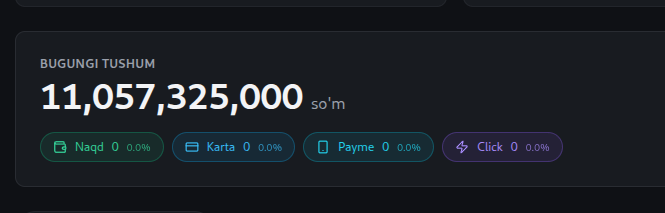 BUGUNGI TUSHUM
11,057,325,000 so'm
Naqd 0 0.0% Karta 0 0.0% Payme 0 0.0% Click 0 0.0%